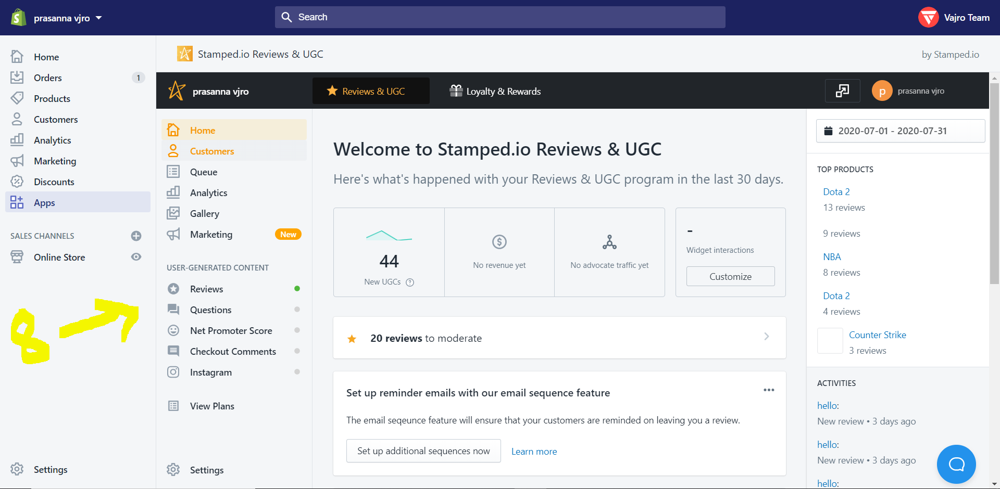 prasanna vjro
Search
Vajro Team
Home
Orders 1
Products
Customers
Analytics
Marketing
Discounts
Apps
SALES CHANNELS
Online Store
8
Settings
Stamped.io Reviews & UGC
by Stamped.io
prasanna vjro
Reviews & UGC
Loyalty & Rewards
p prasanna vjro
Home
Customers
Queue
Analytics
Gallery
Marketing New
USER-GENERATED CONTENT
Reviews
Questions
Net Promoter Score
Checkout Comments
Instagram
View Plans
Settings
Welcome to Stamped.io Reviews & UGC
Here's what's happened with your Reviews & UGC program in the last 30 days.
44
New UGCs ?
$
No revenue yet
No advocate traffic yet
-
Widget interactions
Customize
20 reviews to moderate
Set up reminder emails with our email sequence feature
The email seqeunce feature will ensure that your customers are reminded on leaving you a review.
Set up additional sequences now
Learn more
2020-07-01 - 2020-07-31
TOP PRODUCTS
Dota 2
13 reviews
9 reviews
NBA
8 reviews
Dota 2
4 reviews
Counter Strike
3 reviews
ACTIVITIES
hello:
New review • 3 days ago
hello:
New review • 3 days ago
hello: